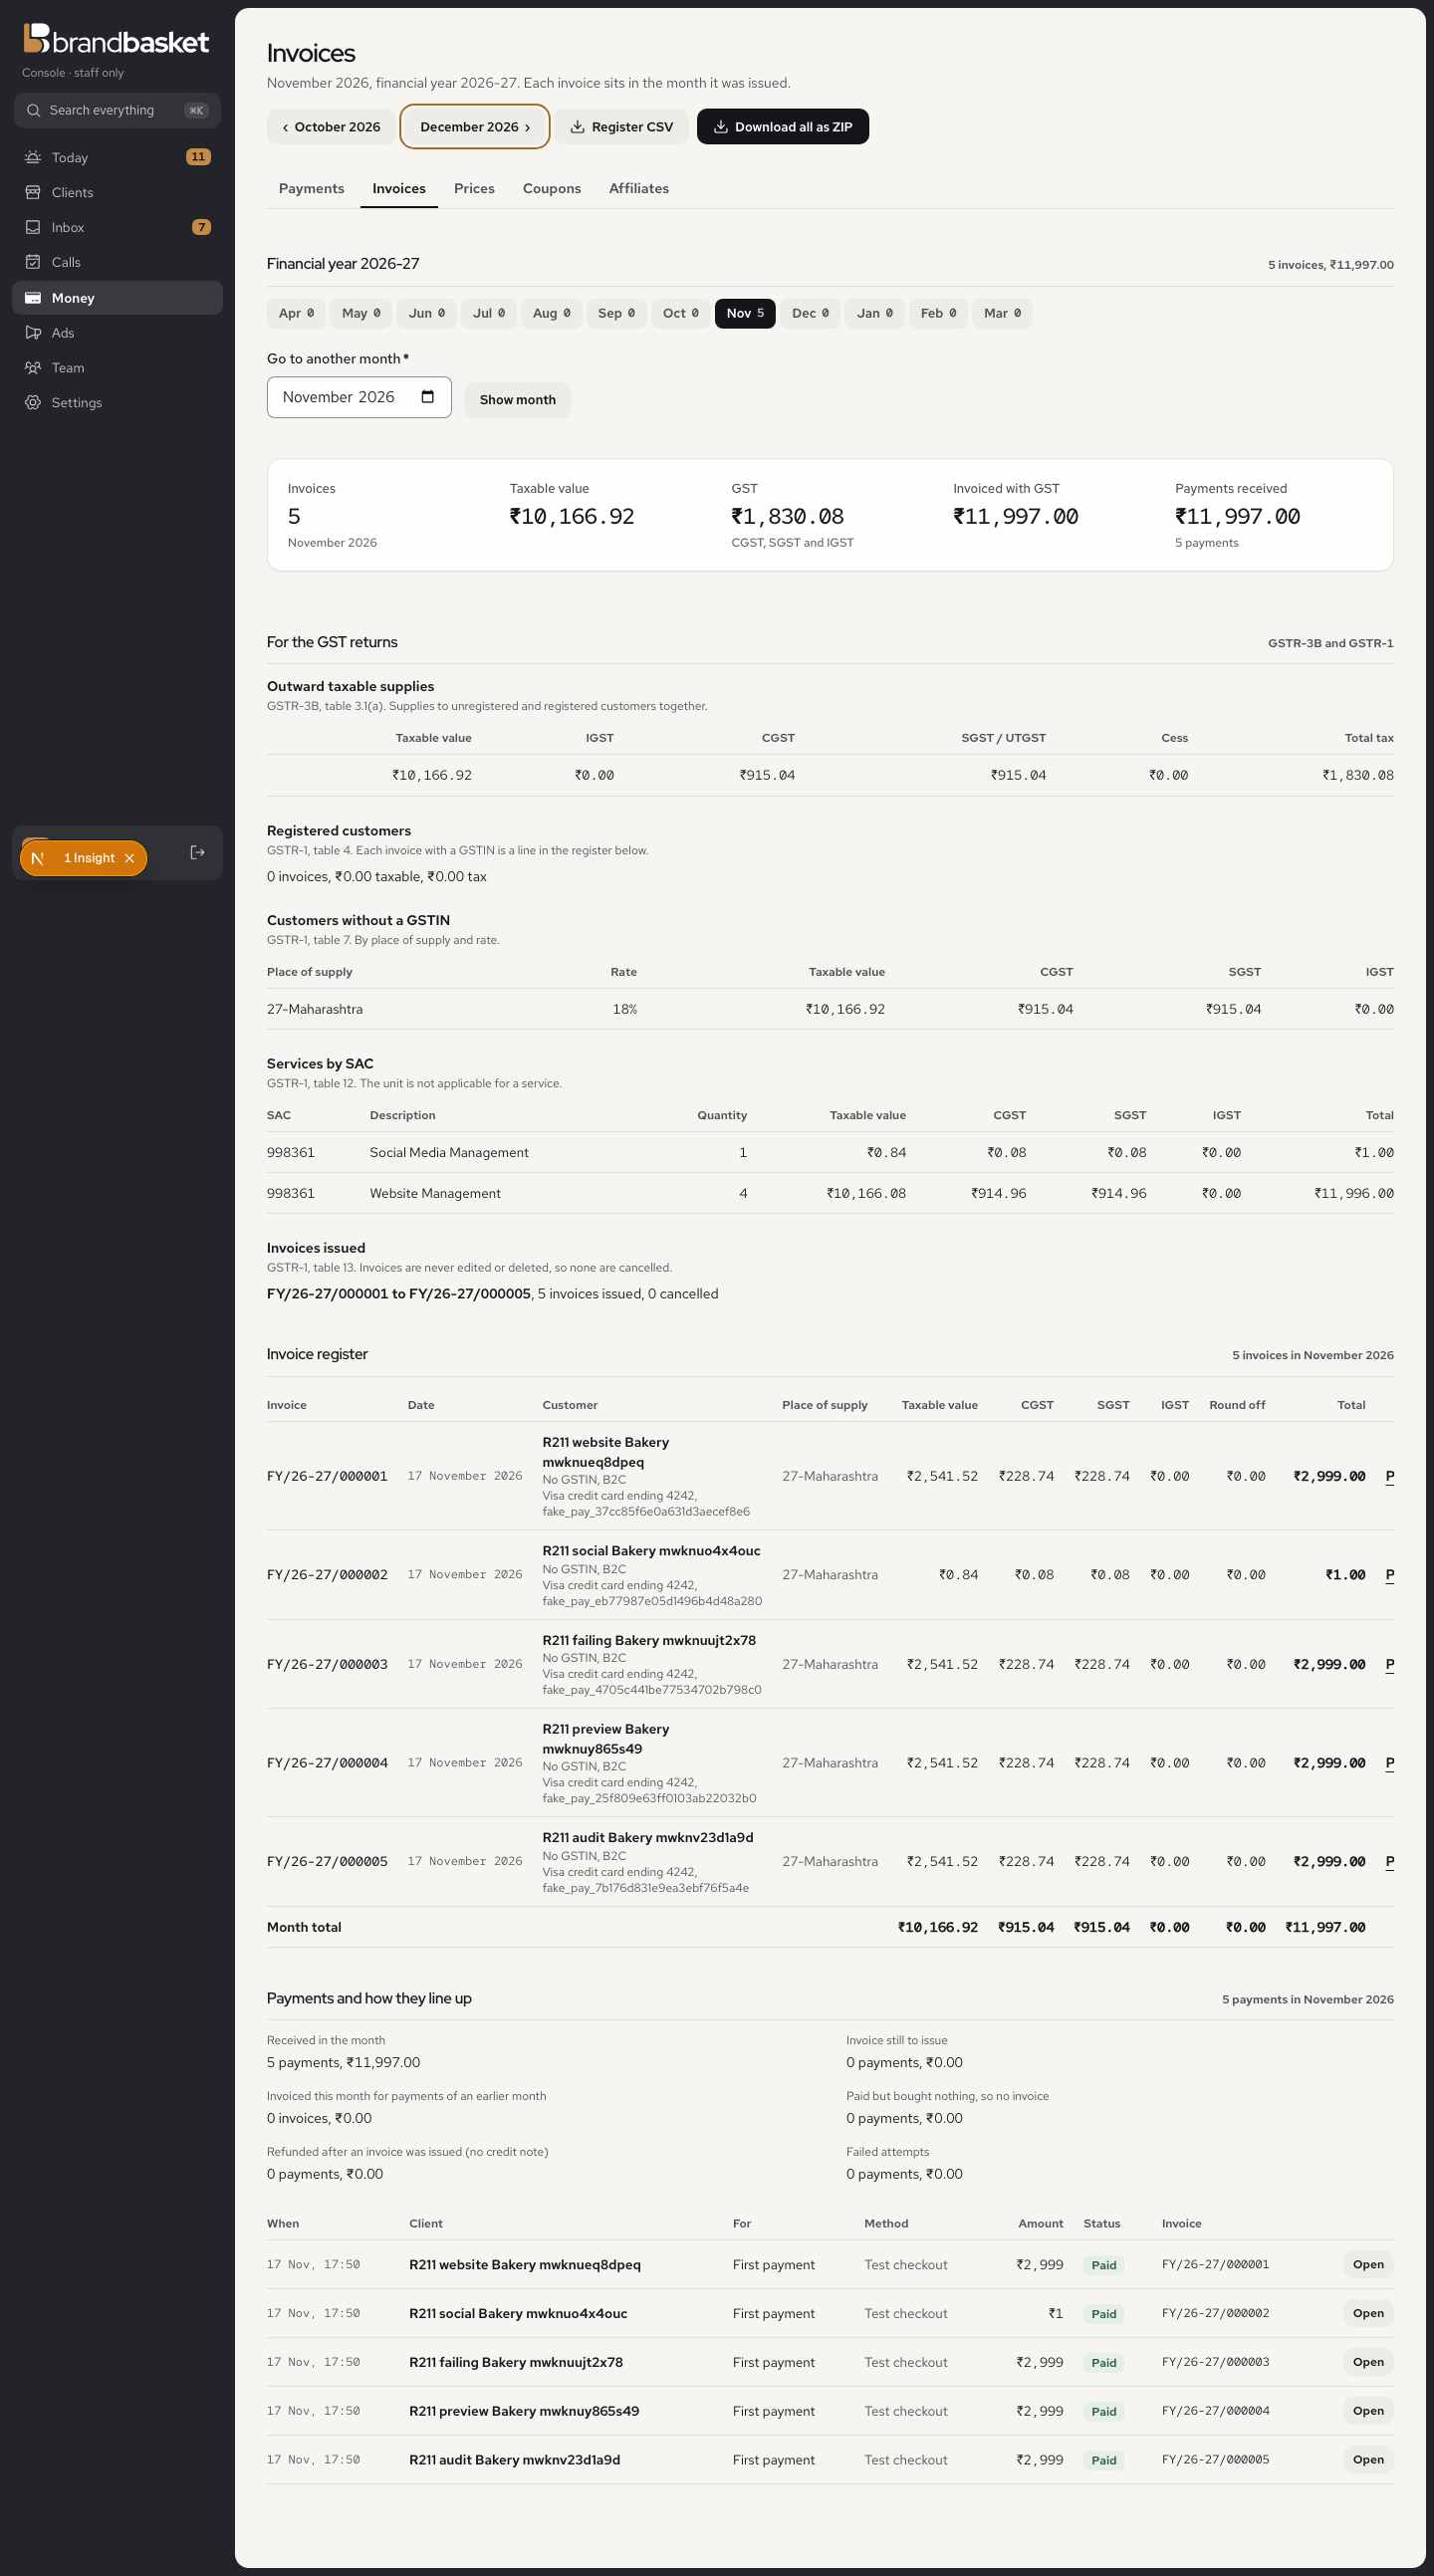 brandbasket
Console · staff only
Search everything ⌘K
Today 11
Clients
Inbox 7
Calls
Money
Ads
Team
Settings
1 Insight
Invoices
November 2026, financial year 2026-27. Each invoice sits in the month it was issued.
‹ October 2026 December 2026 › Register CSV Download all as ZIP
Payments Invoices Prices Coupons Affiliates
Financial year 2026-27 5 invoices, ₹11,997.00
Apr 0 May 0 Jun 0 Jul 0 Aug 0 Sep 0 Oct 0 Nov 5 Dec 0 Jan 0 Feb 0 Mar 0
Go to another month *
November 2026 Show month
Invoices Taxable value GST Invoiced with GST Payments received
5 ₹10,166.92 ₹1,830.08 ₹11,997.00 ₹11,997.00
November 2026 CGST, SGST and IGST 5 payments
For the GST returns GSTR-3B and GSTR-1
Outward taxable supplies
GSTR-3B, table 3.1(a). Supplies to unregistered and registered customers together.
Taxable value IGST CGST SGST / UTGST Cess Total tax
₹10,166.92 ₹0.00 ₹915.04 ₹915.04 ₹0.00 ₹1,830.08
Registered customers
GSTR-1, table 4. Each invoice with a GSTIN is a line in the register below.
0 invoices, ₹0.00 taxable, ₹0.00 tax
Customers without a GSTIN
GSTR-1, table 7. By place of supply and rate.
Place of supply Rate Taxable value CGST SGST IGST
27-Maharashtra 18% ₹10,166.92 ₹915.04 ₹915.04 ₹0.00
Services by SAC
GSTR-1, table 12. The unit is not applicable for a service.
SAC Description Quantity Taxable value CGST SGST IGST Total
998361 Social Media Management 1 ₹0.84 ₹0.08 ₹0.08 ₹0.00 ₹1.00
998361 Website Management 4 ₹10,166.08 ₹914.96 ₹914.96 ₹0.00 ₹11,996.00
Invoices issued
GSTR-1, table 13. Invoices are never edited or deleted, so none are cancelled.
FY/26-27/000001 to FY/26-27/000005, 5 invoices issued, 0 cancelled
Invoice register 5 invoices in November 2026
Invoice Date Customer Place of supply Taxable value CGST SGST IGST Round off Total
R211 website Bakery
mwknueq8dpeq
FY/26-27/000001 17 November 2026 No GSTIN, B2C 27-Maharashtra ₹2,541.52 ₹228.74 ₹228.74 ₹0.00 ₹0.00 ₹2,999.00 P
Visa credit card ending 4242,
fake_pay_37cc85f6e0a631d3aecef8e6
R211 social Bakery mwknuo4x4ouc
No GSTIN, B2C
FY/26-27/000002 17 November 2026 Visa credit card ending 4242, 27-Maharashtra ₹0.84 ₹0.08 ₹0.08 ₹0.00 ₹0.00 ₹1.00 P
fake_pay_eb77987e05d1496b4d48a280
R211 failing Bakery mwknuujt2x78
No GSTIN, B2C
FY/26-27/000003 17 November 2026 Visa credit card ending 4242, 27-Maharashtra ₹2,541.52 ₹228.74 ₹228.74 ₹0.00 ₹0.00 ₹2,999.00 P
fake_pay_4705c441be77534702b798c0
R211 preview Bakery
mwknuy865s49
FY/26-27/000004 17 November 2026 No GSTIN, B2C 27-Maharashtra ₹2,541.52 ₹228.74 ₹228.74 ₹0.00 ₹0.00 ₹2,999.00 P
Visa credit card ending 4242,
fake_pay_25f809e63ff0103ab22032b0
R211 audit Bakery mwknv23d1a9d
No GSTIN, B2C
FY/26-27/000005 17 November 2026 Visa credit card ending 4242, 27-Maharashtra ₹2,541.52 ₹228.74 ₹228.74 ₹0.00 ₹0.00 ₹2,999.00 P
fake_pay_7b176d831e9ea3ebf76f5a4e
Month total ₹10,166.92 ₹915.04 ₹915.04 ₹0.00 ₹0.00 ₹11,997.00
Payments and how they line up 5 payments in November 2026
Received in the month Invoice still to issue
5 payments, ₹11,997.00 0 payments, ₹0.00
Invoiced this month for payments of an earlier month Paid but bought nothing, so no invoice
0 invoices, ₹0.00 0 payments, ₹0.00
Refunded after an invoice was issued (no credit note) Failed attempts
0 payments, ₹0.00 0 payments, ₹0.00
When Client For Method Amount Status Invoice
17 Nov, 17:50 R211 website Bakery mwknueq8dpeq First payment Test checkout ₹2,999 Paid FY/26-27/000001 Open
17 Nov, 17:50 R211 social Bakery mwknuo4x4ouc First payment Test checkout ₹1 Paid FY/26-27/000002 Open
17 Nov, 17:50 R211 failing Bakery mwknuujt2x78 First payment Test checkout ₹2,999 Paid FY/26-27/000003 Open
17 Nov, 17:50 R211 preview Bakery mwknuy865s49 First payment Test checkout ₹2,999 Paid FY/26-27/000004 Open
17 Nov, 17:50 R211 audit Bakery mwknv23d1a9d First payment Test checkout ₹2,999 Paid FY/26-27/000005 Open